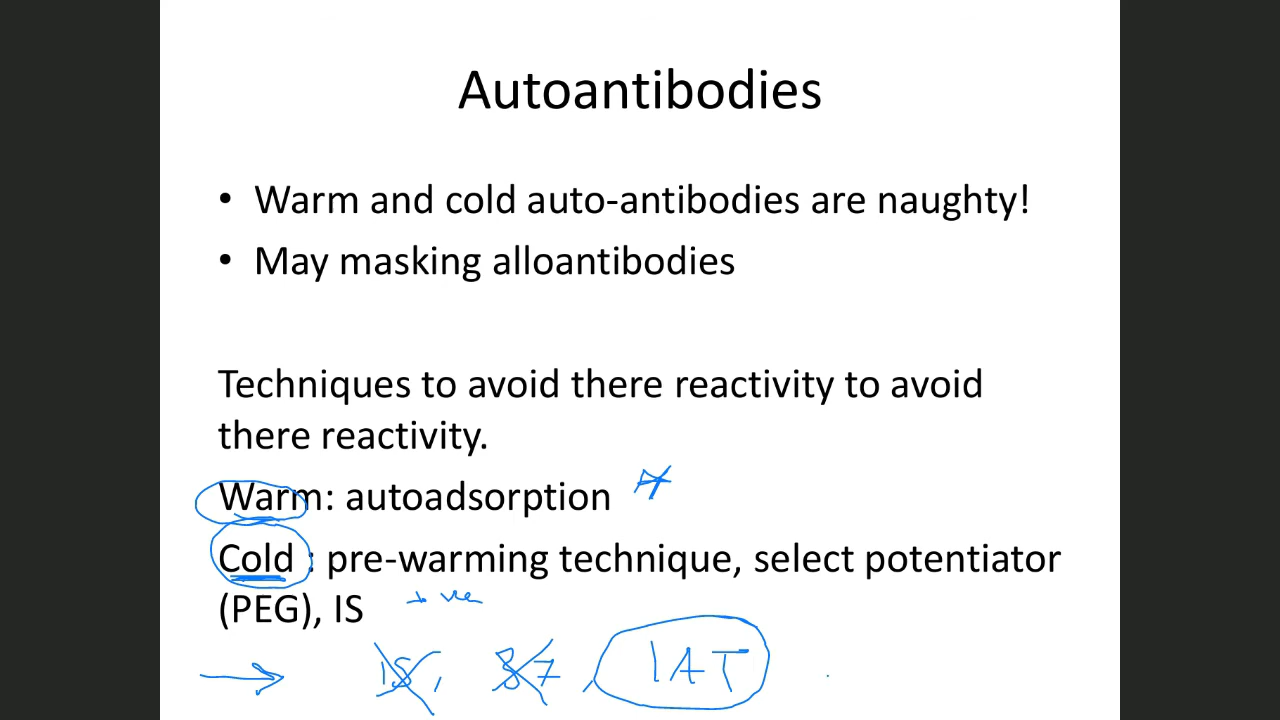 Autoantibodies
• Warm and cold auto-antibodies are naughty!
• May masking alloantibodies
Techniques to avoid there reactivity to avoid
there reactivity.
Warm: autoadsorption
Cold : pre-warming technique, select potentiator
(PEG), IS
+ ve
IS, 37, IAT